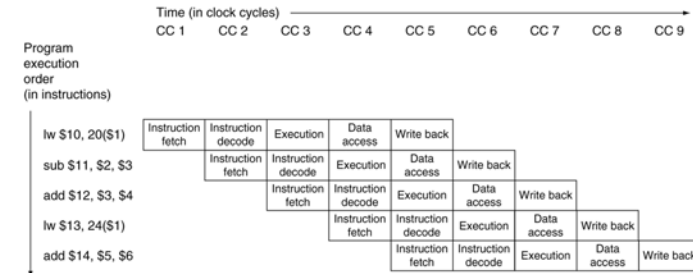 Time (in clock cycles)
CC 1 CC 2 CC 3 CC 4 CC 5 CC 6 CC 7 CC 8 CC 9
Program
execution
order
(in instructions)
lw $10, 20($1) Instruction fetch Instruction decode Execution Data access Write back
sub $11, $2, $3 Instruction fetch Instruction decode Execution Data access Write back
add $12, $3, $4 Instruction fetch Instruction decode Execution Data access Write back
lw $13, 24($1) Instruction fetch Instruction decode Execution Data access Write back
add $14, $5, $6 Instruction fetch Instruction decode Execution Data access Write back